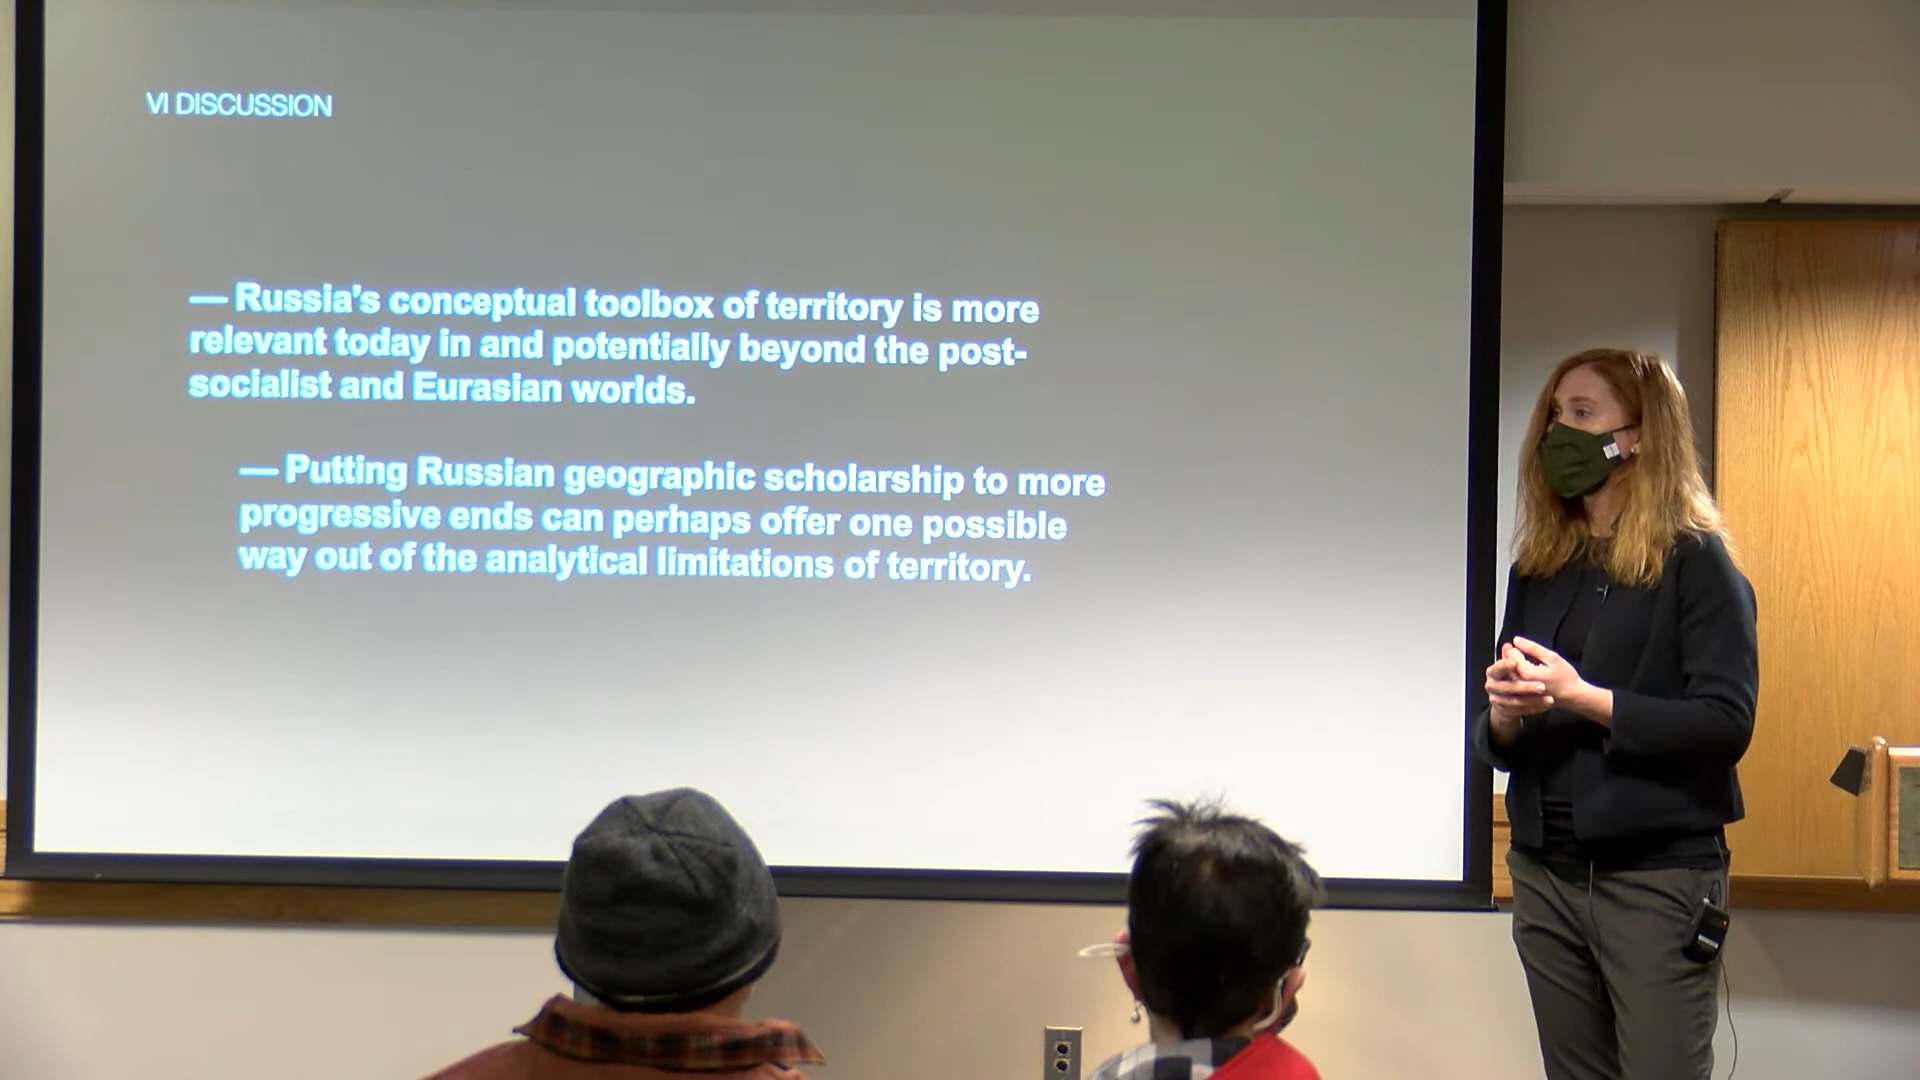 VI DISCUSSION
— Russia's conceptual toolbox of territory is more
relevant today in and potentially beyond the post-
socialist and Eurasian worlds.
— Putting Russian geographic scholarship to more
progressive ends can perhaps offer one possible
way out of the analytical limitations of territory.